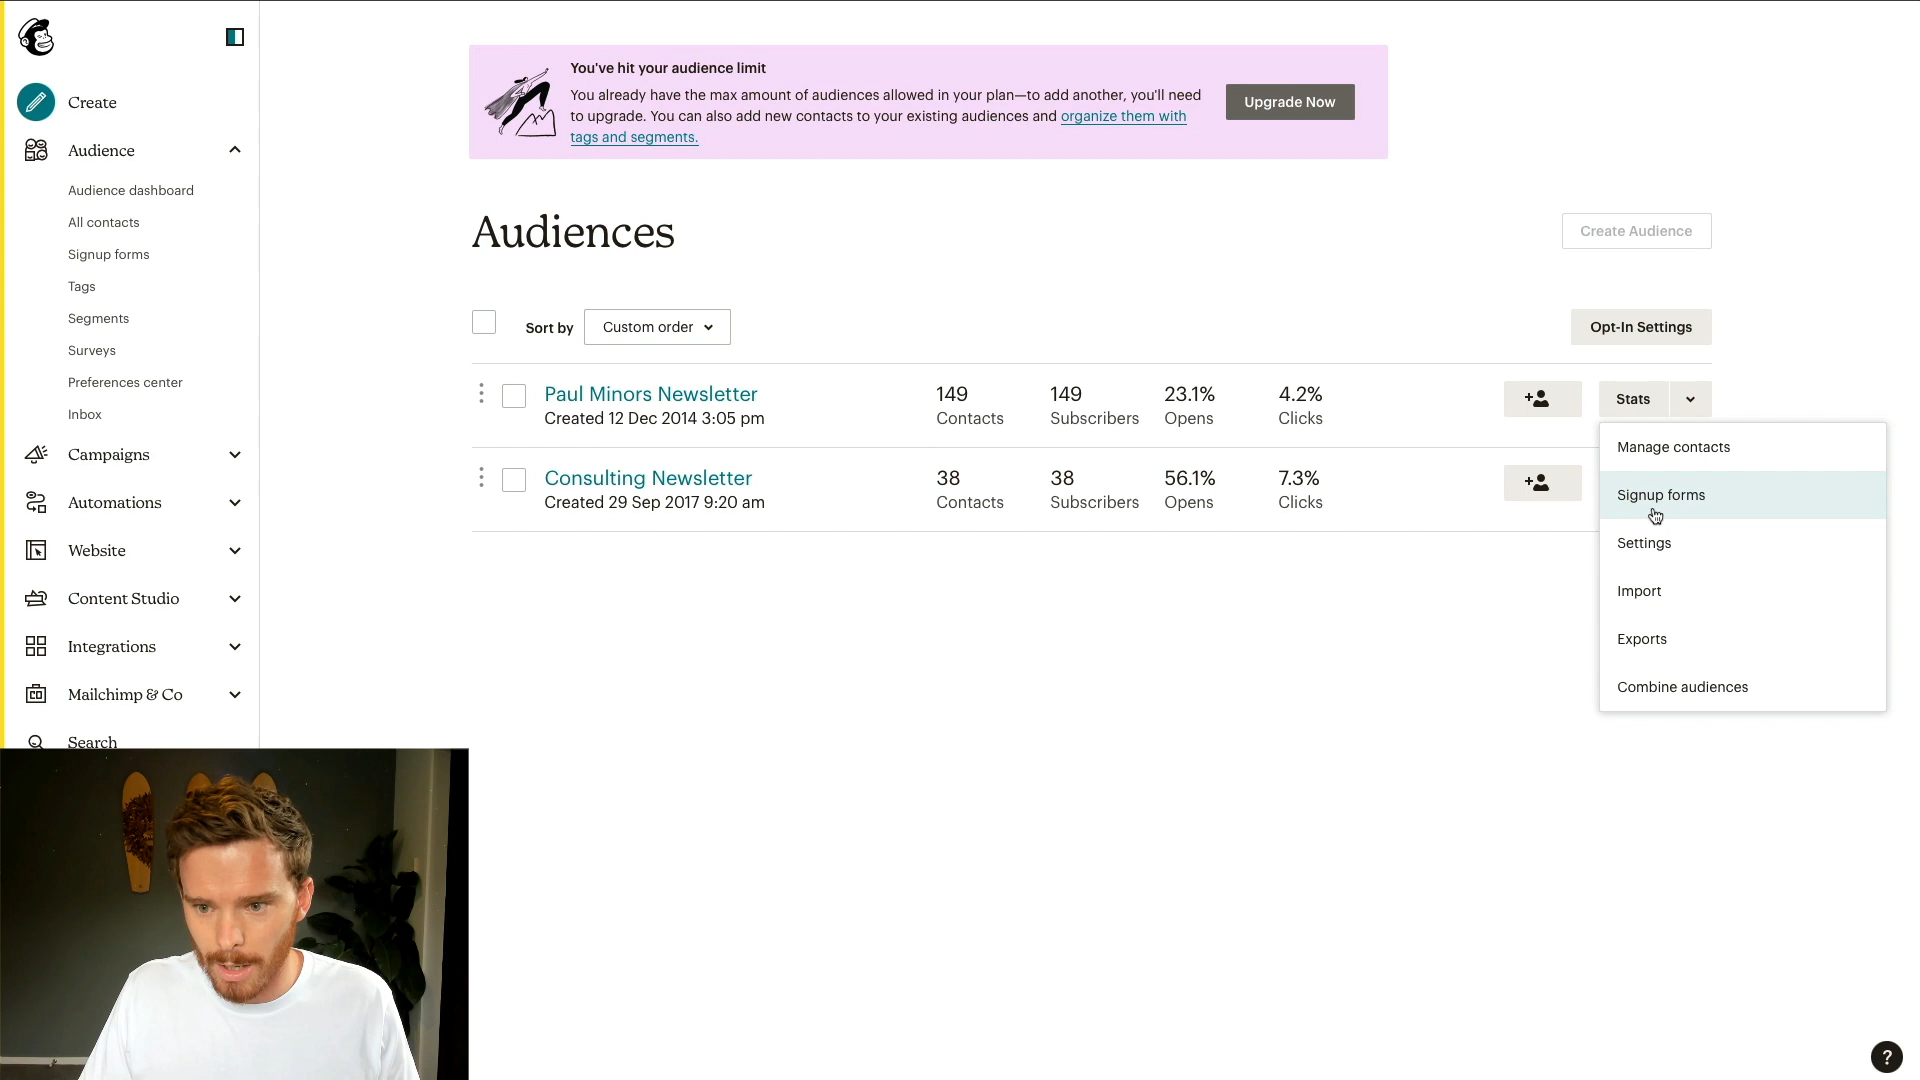 Create
Audience
Audience dashboard
All contacts
Signup forms
Tags
Segments
Surveys
Preferences center
Inbox
Campaigns
Automations
Website
Content Studio
Integrations
Mailchimp & Co
Search
You've hit your audience limit
You already have the max amount of audiences allowed in your plan—to add another, you'll need
to upgrade. You can also add new contacts to your existing audiences and organize them with
tags and segments.
Upgrade Now
Audiences
Create Audience
Sort by
Custom order
Opt-In Settings
Paul Minors Newsletter
Created 12 Dec 2014 3:05 pm
149
Contacts
149
Subscribers
23.1%
Opens
4.2%
Clicks
Stats
Consulting Newsletter
Created 29 Sep 2017 9:20 am
38
Contacts
38
Subscribers
56.1%
Opens
7.3%
Clicks
Manage contacts
Signup forms
Settings
Import
Exports
Combine audiences
?